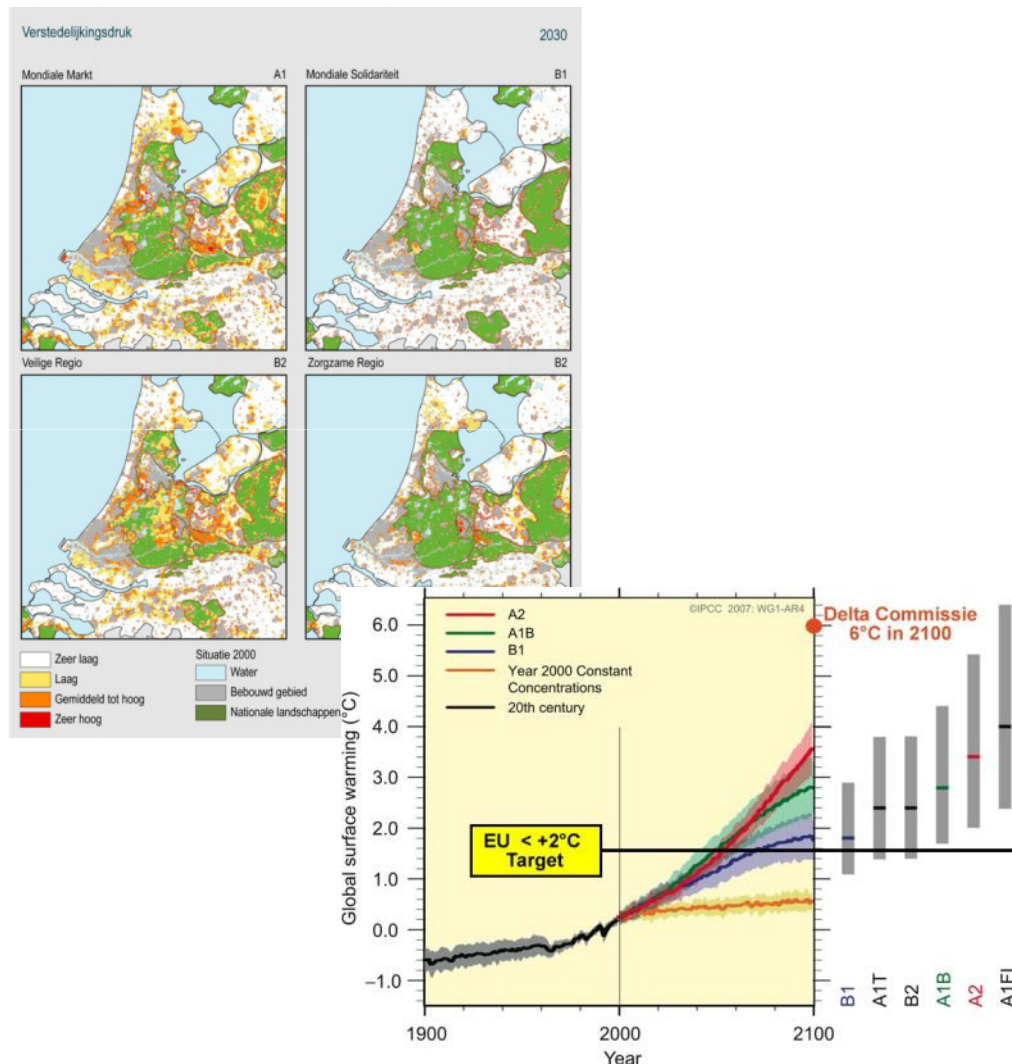 Verstedelijkingsdruk 2030
Mondiale Markt A1
Mondiale Solidariteit B1
Veilige Regio B2
Zorgzame Regio B2
Zeer laag
Laag
Gemiddeld tot hoog
Zeer hoog
Situatie 2000
Water
Bebouwd gebied
Nationale landschappen
©IPCC 2007: WG1-AR4
A2
A1B
B1
Year 2000 Constant
Concentrations
20th century
Delta Commissie
6°C in 2100
EU < +2°C
Target
Global surface warming (°C)
6.0
5.0
4.0
3.0
2.0
1.0
0.0
–1.0
1900 2000 2100
Year
B1
A1T
B2
A1B
A2
A1FI